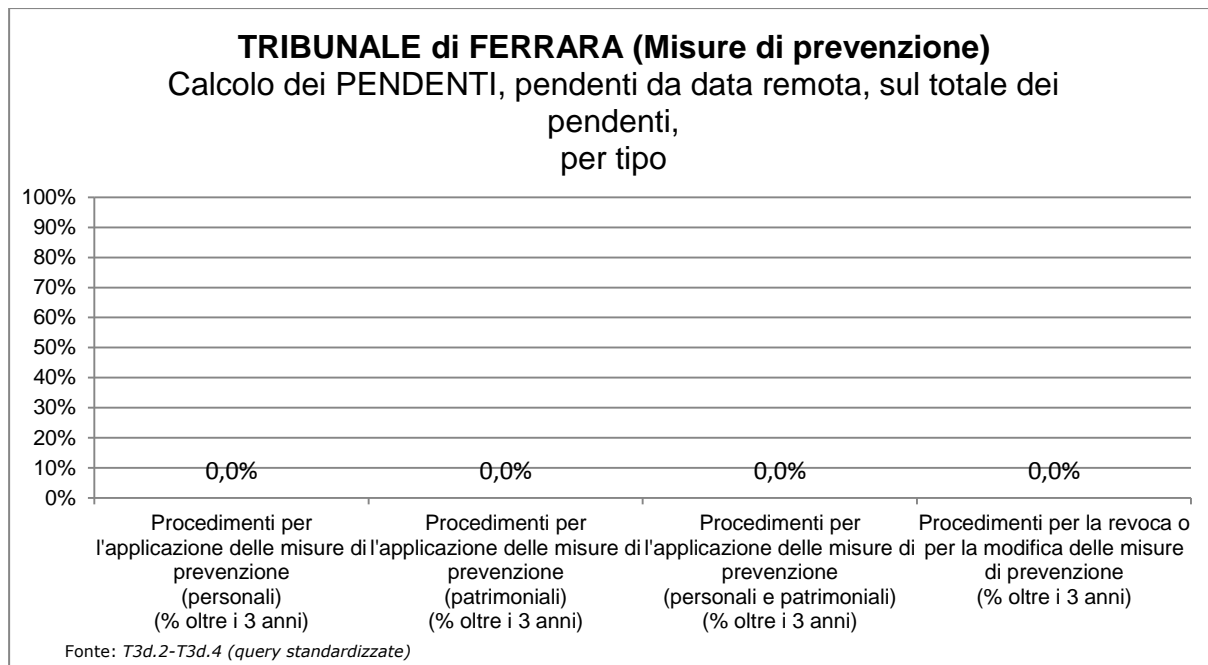 TRIBUNALE di FERRARA (Misure di prevenzione)
Calcolo dei PENDENTI, pendenti da data remota, sul totale dei
pendenti,
per tipo
100%
90%
80%
70%
60%
50%
40%
30%
20%
10%
0%
0,0%
0,0%
0,0%
0,0%
Procedimenti per
l'applicazione delle misure di
prevenzione
(personali)
(% oltre i 3 anni)
Procedimenti per
l'applicazione delle misure di
prevenzione
(patrimoniali)
(% oltre i 3 anni)
Procedimenti per
l'applicazione delle misure di
prevenzione
(personali e patrimoniali)
(% oltre i 3 anni)
Procedimenti per la revoca o
per la modifica delle misure
di prevenzione
(% oltre i 3 anni)
Fonte: T3d.2-T3d.4 (query standardizzate)